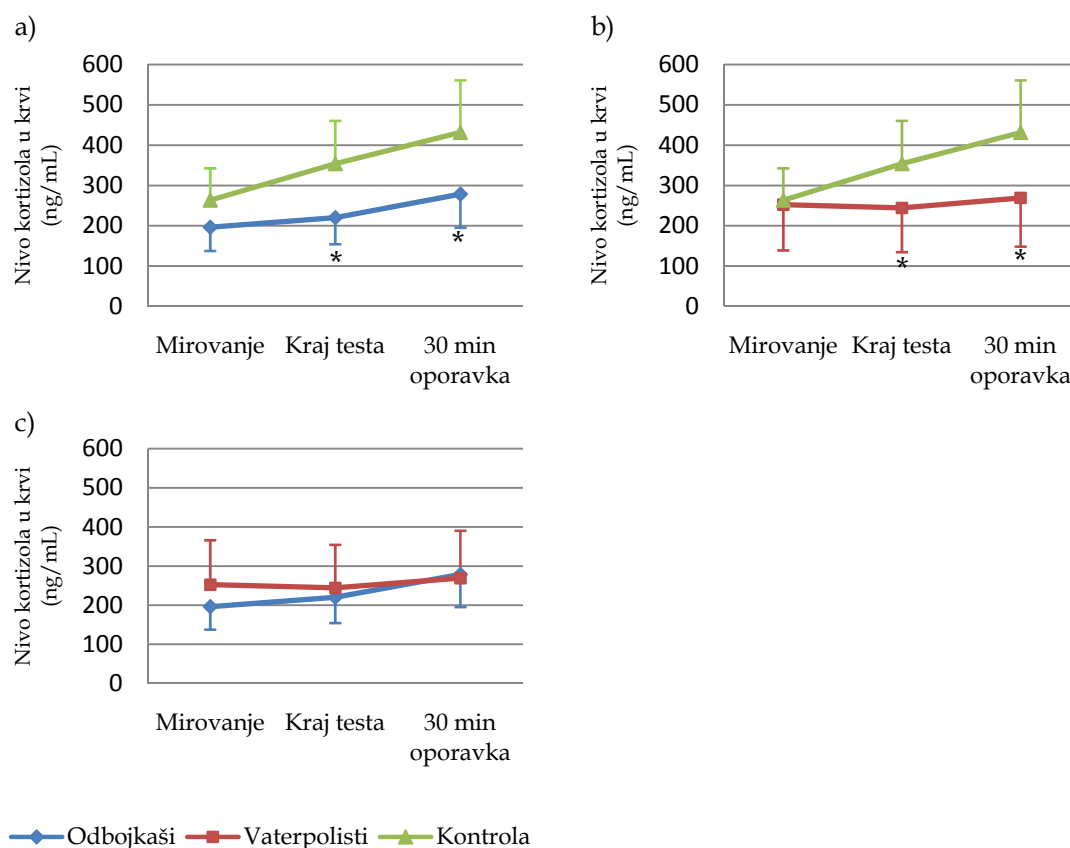 a)
Nivo kortizola u krvi
(ng/mL)
600
500
400
300
200
100
0
*
*
Mirovanje Kraj testa 30 min
oporavka
b)
Nivo kortizola u krvi
(ng/mL)
600
500
400
300
200
100
0
*
*
Mirovanje Kraj testa 30 min
oporavka
c)
Nivo kortizola u krvi
(ng/mL)
600
500
400
300
200
100
0
Mirovanje Kraj testa 30 min
oporavka
Odbojkaši Vaterpolisti Kontrola